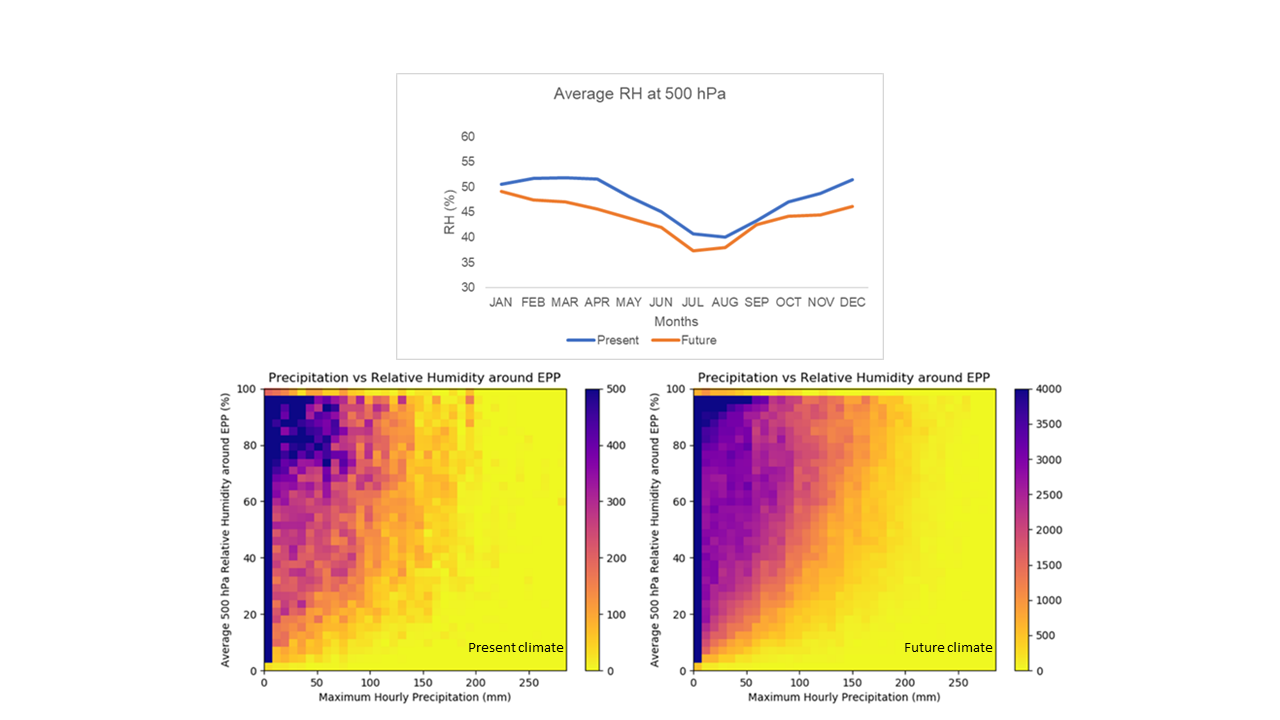 Average RH at 500 hPa
60
55
50
45
40
35
30
RH (%)
JAN FEB MAR APR MAY JUN JUL AUG SEP OCT NOV DEC
Months
Present Future
Precipitation vs Relative Humidity around EPP
100
80
60
40
20
0
Average 500 hPa Relative Humidity around EPP (%)
0 50 100 150 200 250
Maximum Hourly Precipitation (mm)
Present climate
500
400
300
200
100
0
Precipitation vs Relative Humidity around EPP
100
80
60
40
20
0
Average 500 hPa Relative Humidity around EPP (%)
0 50 100 150 200 250
Maximum Hourly Precipitation (mm)
Future climate
4000
3500
3000
2500
2000
1500
1000
500
0